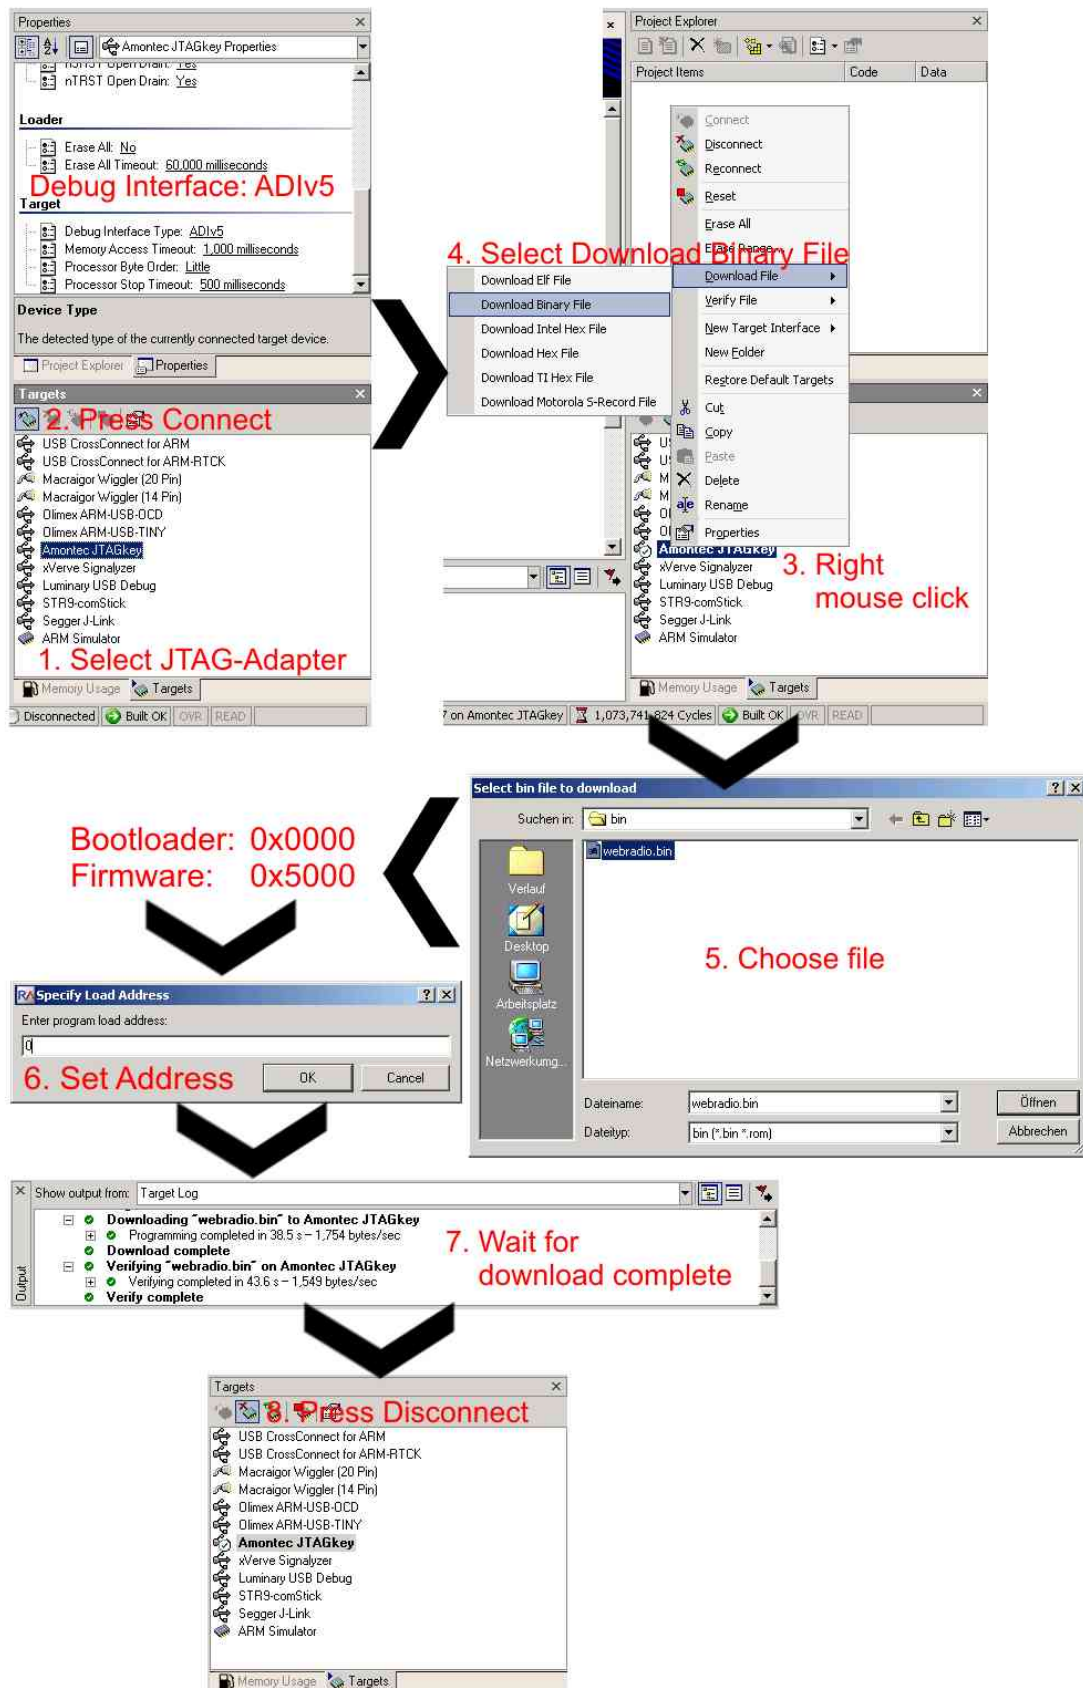 Properties
Amontec JTAGkey Properties
nSRST Open Drain: Yes
nTRST Open Drain: Yes
Loader
Erase All: No
Erase All Timeout: 60,000 milliseconds
Debug Interface: ADIv5
Target
Debug Interface Type: ADIv5
Memory Access Timeout: 1,000 milliseconds
Processor Byte Order: Little
Processor Stop Timeout: 500 milliseconds
Device Type
The detected type of the currently connected target device.
Project Explorer Properties
Targets
2. Press Connect
USB CrossConnect for ARM
USB CrossConnect for ARM-RTCK
Macraigor Wiggler (20 Pin)
Macraigor Wiggler (14 Pin)
Olimex ARM-USB-OCD
Olimex ARM-USB-TINY
Amontec JTAGkey
xVerve Signalyzer
Luminary USB Debug
STR9-comStick
Segger J-Link
ARM Simulator
1. Select JTAG-Adapter
Memory Usage Targets
Disconnected Built OK OVR READ
Project Explorer
Project Items Code Data
Connect
Disconnect
Reconnect
Reset
Erase All
Erase Range...
4. Select Download Binary File
Download File
Verify File
New Target Interface
New Folder
Restore Default Targets
Cut
Copy
Paste
Delete
Rename
Properties
Download Elf File
Download Binary File
Download Intel Hex File
Download Hex File
Download TI Hex File
Download Motorola S-Record File
Amontec JTAGkey
xVerve Signalyzer
Luminary USB Debug
STR9-comStick
Segger J-Link
ARM Simulator
3. Right
mouse click
Memory Usage Targets
7 on Amontec JTAGkey 1,073,741,824 Cycles Built OK OVR READ
Select bin file to download
Suchen in: bin
webradio.bin
Verlauf
Desktop
Arbeitsplatz
Netzwerkumg...
5. Choose file
Dateiname: webradio.bin Öffnen
Dateityp: bin (*.bin *.rom) Abbrechen
Bootloader: 0x0000
Firmware: 0x5000
Specify Load Address
Enter program load address:
0
6. Set Address
OK Cancel
Show output from: Target Log
Output
Downloading "webradio.bin" to Amontec JTAGkey
Programming completed in 38.5 s – 1,754 bytes/sec
Download complete
Verifying "webradio.bin" on Amontec JTAGkey
Verifying completed in 43.6 s – 1,549 bytes/sec
Verify complete
7. Wait for
download complete
Targets
8. Press Disconnect
USB CrossConnect for ARM
USB CrossConnect for ARM-RTCK
Macraigor Wiggler (20 Pin)
Macraigor Wiggler (14 Pin)
Olimex ARM-USB-OCD
Olimex ARM-USB-TINY
Amontec JTAGkey
xVerve Signalyzer
Luminary USB Debug
STR9-comStick
Segger J-Link
ARM Simulator
Memory Usage Targets